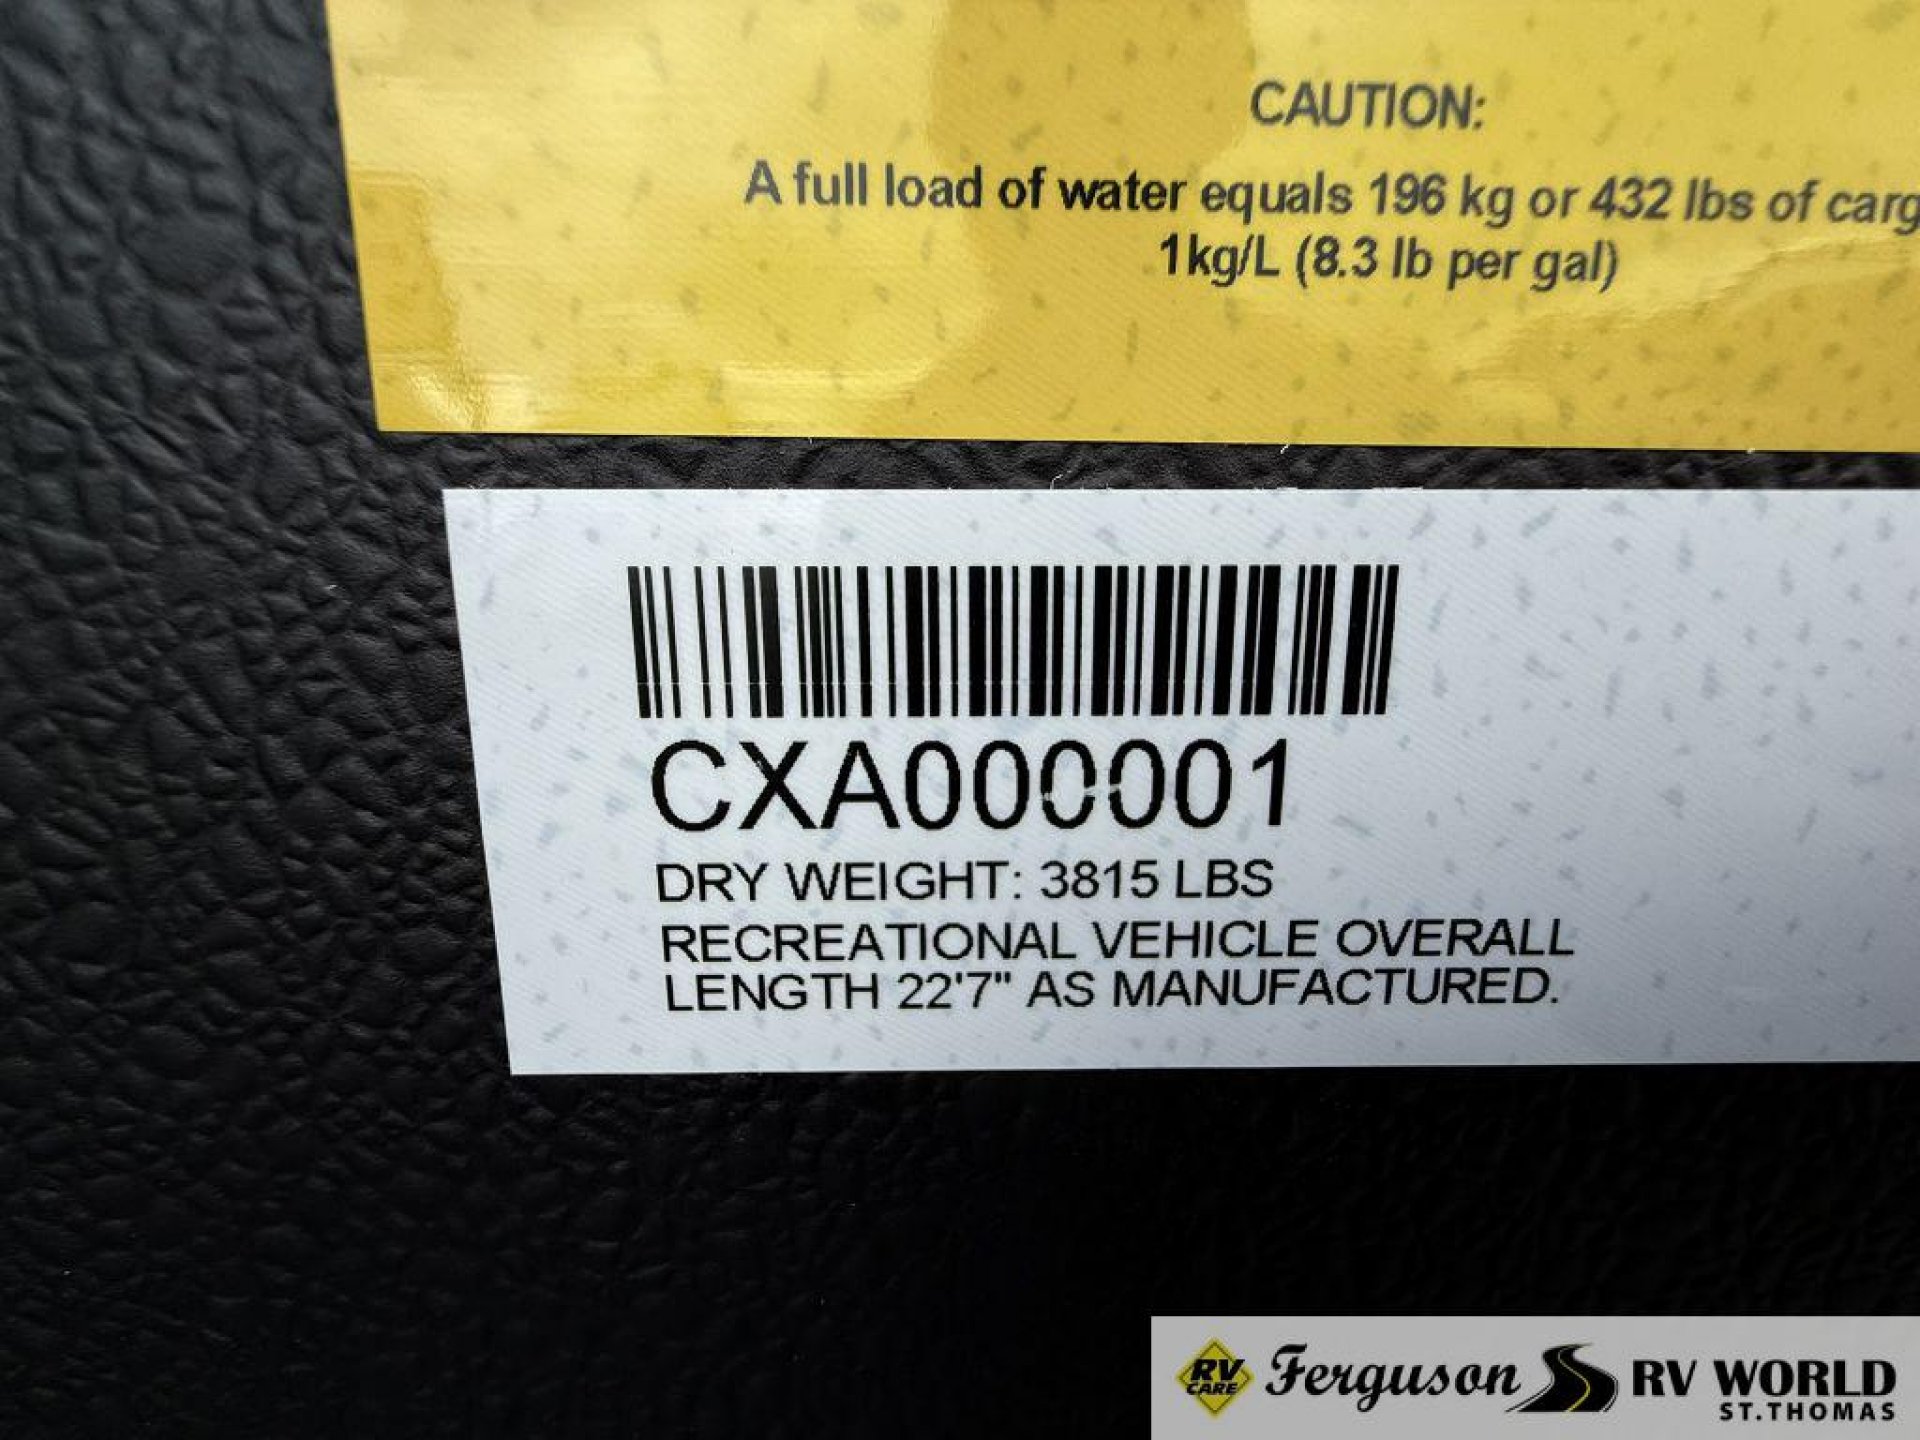 CAUTION:
A full load of water equals 196 kg or 432 lbs of carg
1kg/L (8.3 lb per gal)
CXA000001
DRY WEIGHT: 3815 LBS
RECREATIONAL VEHICLE OVERALL
LENGTH 22'7" AS MANUFACTURED.
RV CARE Ferguson RV WORLD
ST.THOMAS